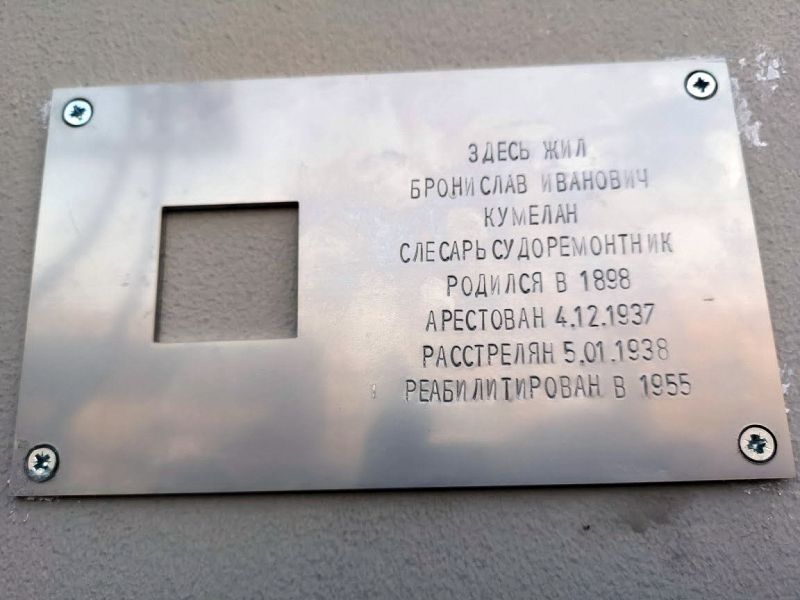 ЗДЕСЬ ЖИЛ
БРОНИСЛАВ ИВАНОВИЧ
КУМЕЛАН
СЛЕСАРЬ СУДОРЕМОНТНИК
РОДИЛСЯ В 1898
АРЕСТОВАН 4.12.1937
РАССТРЕЛЯН 5.01.1938
РЕАБИЛИТИРОВАН В 1955